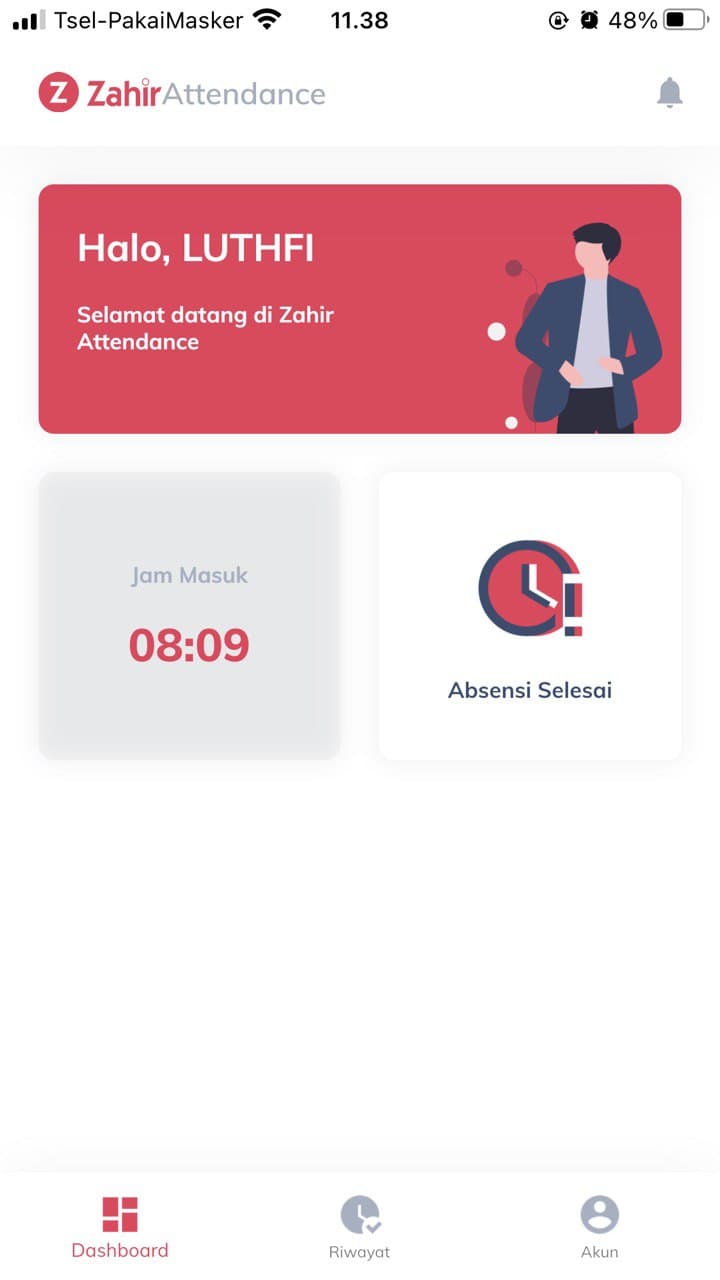 Tsel-PakaiMasker 11.38 48%
Z ZahirAttendance
Halo, LUTHFI
Selamat datang di Zahir
Attendance
Jam Masuk
08:09
Absensi Selesai
Dashboard Riwayat Akun